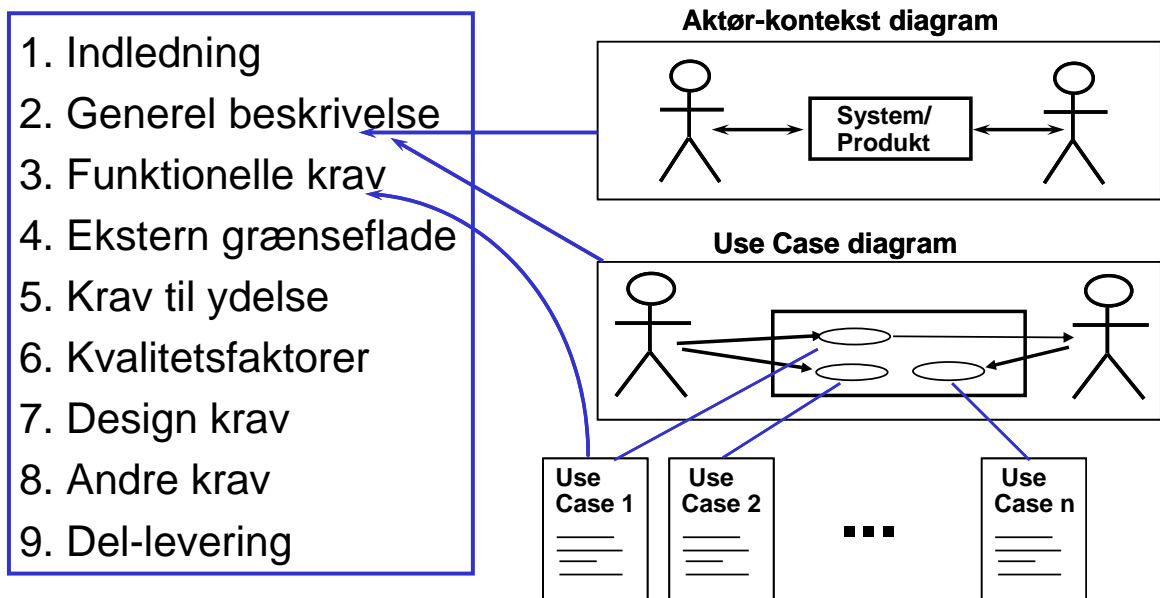 1. Indledning
2. Generel beskrivelse
3. Funktionelle krav
4. Ekstern grænseflade
5. Krav til ydelse
6. Kvalitetsfaktorer
7. Design krav
8. Andre krav
9. Del-levering
Aktør-kontekst diagram
System/
Produkt
Use Case diagram
Use
Case 1
Use
Case 2
...
Use
Case n